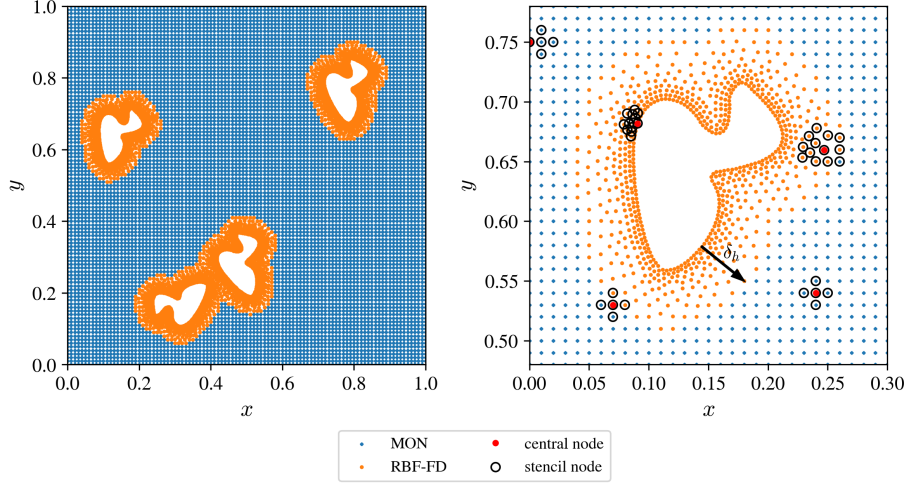 1.0
0.8
0.6
0.4
0.2
0.0
y
0.0 0.2 0.4 0.6 0.8 1.0
x
0.75
0.70
0.65
0.60
0.55
0.50
y
δh
0.00 0.05 0.10 0.15 0.20 0.25 0.30
x
MON
RBF-FD
central node
stencil node